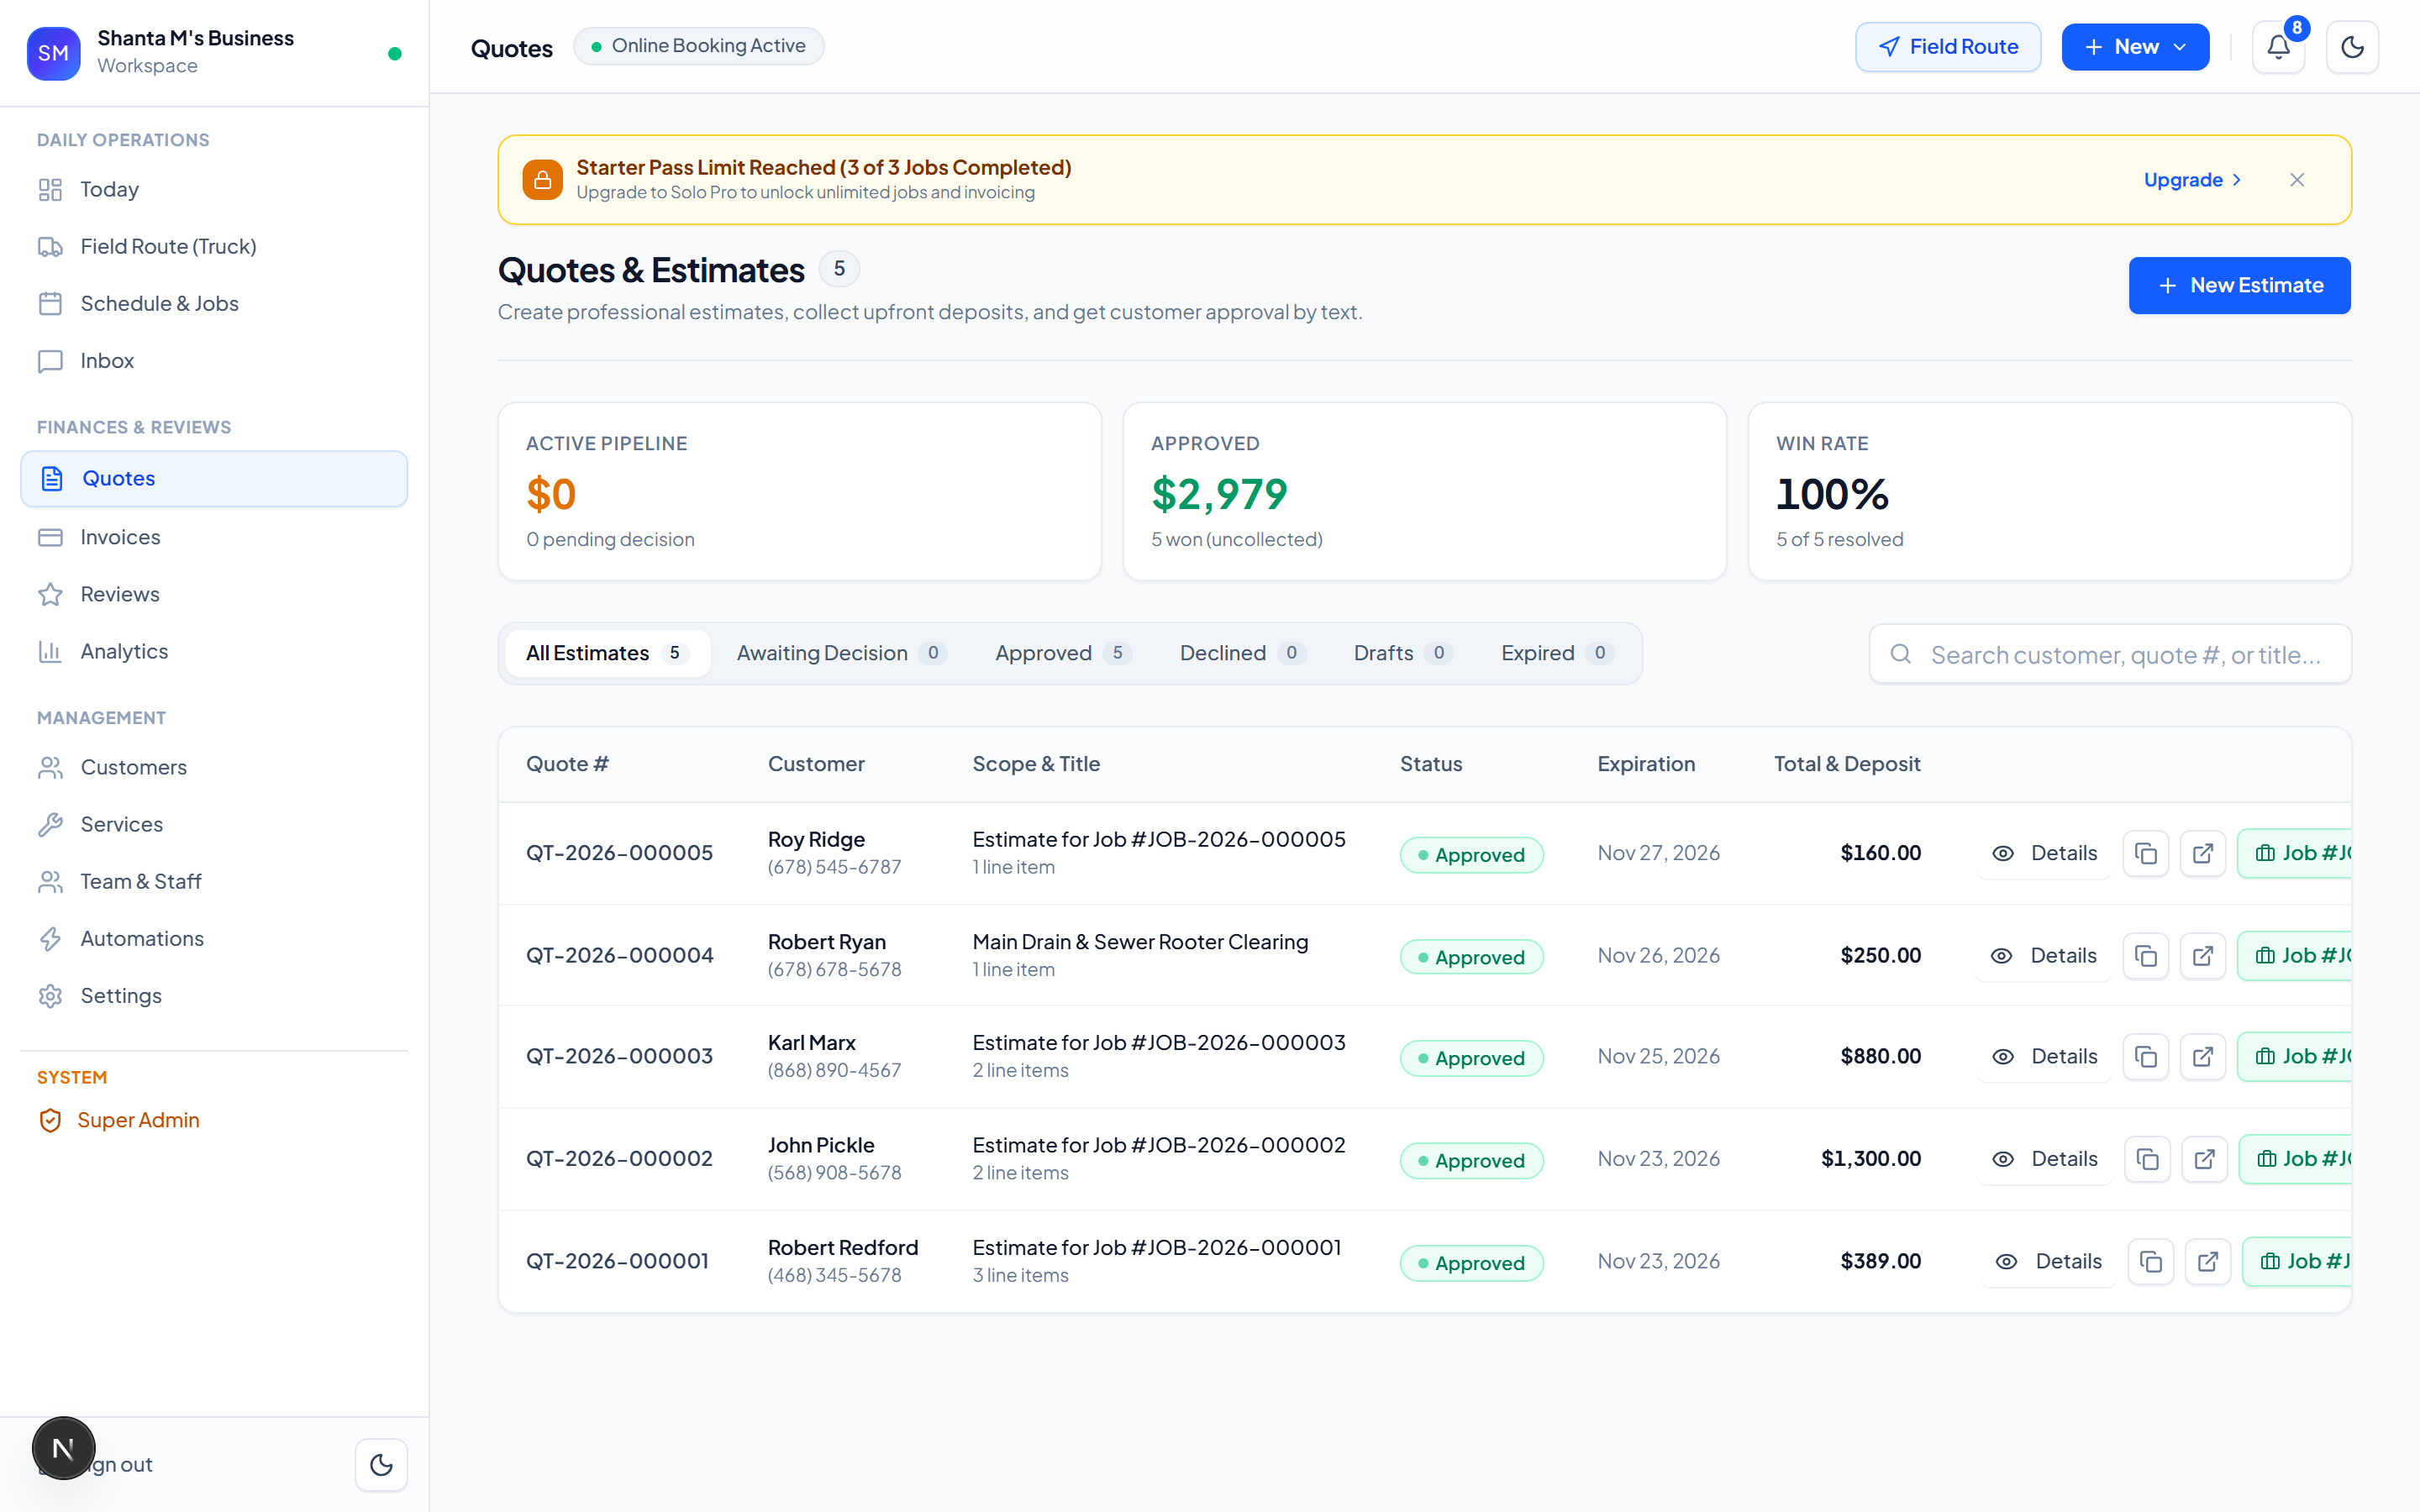 SM
Shanta M's Business
Workspace
DAILY OPERATIONS
Today
Field Route (Truck)
Schedule & Jobs
Inbox
FINANCES & REVIEWS
Quotes
Invoices
Reviews
Analytics
MANAGEMENT
Customers
Services
Team & Staff
Automations
Settings
SYSTEM
Super Admin
N
gn out
Quotes
Online Booking Active
Field Route
New
8
Starter Pass Limit Reached (3 of 3 Jobs Completed)
Upgrade to Solo Pro to unlock unlimited jobs and invoicing
Upgrade
Quotes & Estimates 5
Create professional estimates, collect upfront deposits, and get customer approval by text.
New Estimate
ACTIVE PIPELINE
$0
0 pending decision
APPROVED
$2,979
5 won (uncollected)
WIN RATE
100%
5 of 5 resolved
All Estimates 5 Awaiting Decision 0 Approved 5 Declined 0 Drafts 0 Expired 0
Search customer, quote #, or title...
Quote # Customer Scope & Title Status Expiration Total & Deposit
QT-2026-000005 Roy Ridge Estimate for Job #JOB-2026-000005 Approved Nov 27, 2026 $160.00 Details Job #JO
(678) 545-6787 1 line item
QT-2026-000004 Robert Ryan Main Drain & Sewer Rooter Clearing Approved Nov 26, 2026 $250.00 Details Job #JO
(678) 678-5678 1 line item
QT-2026-000003 Karl Marx Estimate for Job #JOB-2026-000003 Approved Nov 25, 2026 $880.00 Details Job #JO
(868) 890-4567 2 line items
QT-2026-000002 John Pickle Estimate for Job #JOB-2026-000002 Approved Nov 23, 2026 $1,300.00 Details Job #JO
(568) 908-5678 2 line items
QT-2026-000001 Robert Redford Estimate for Job #JOB-2026-000001 Approved Nov 23, 2026 $389.00 Details Job #J
(468) 345-5678 3 line items